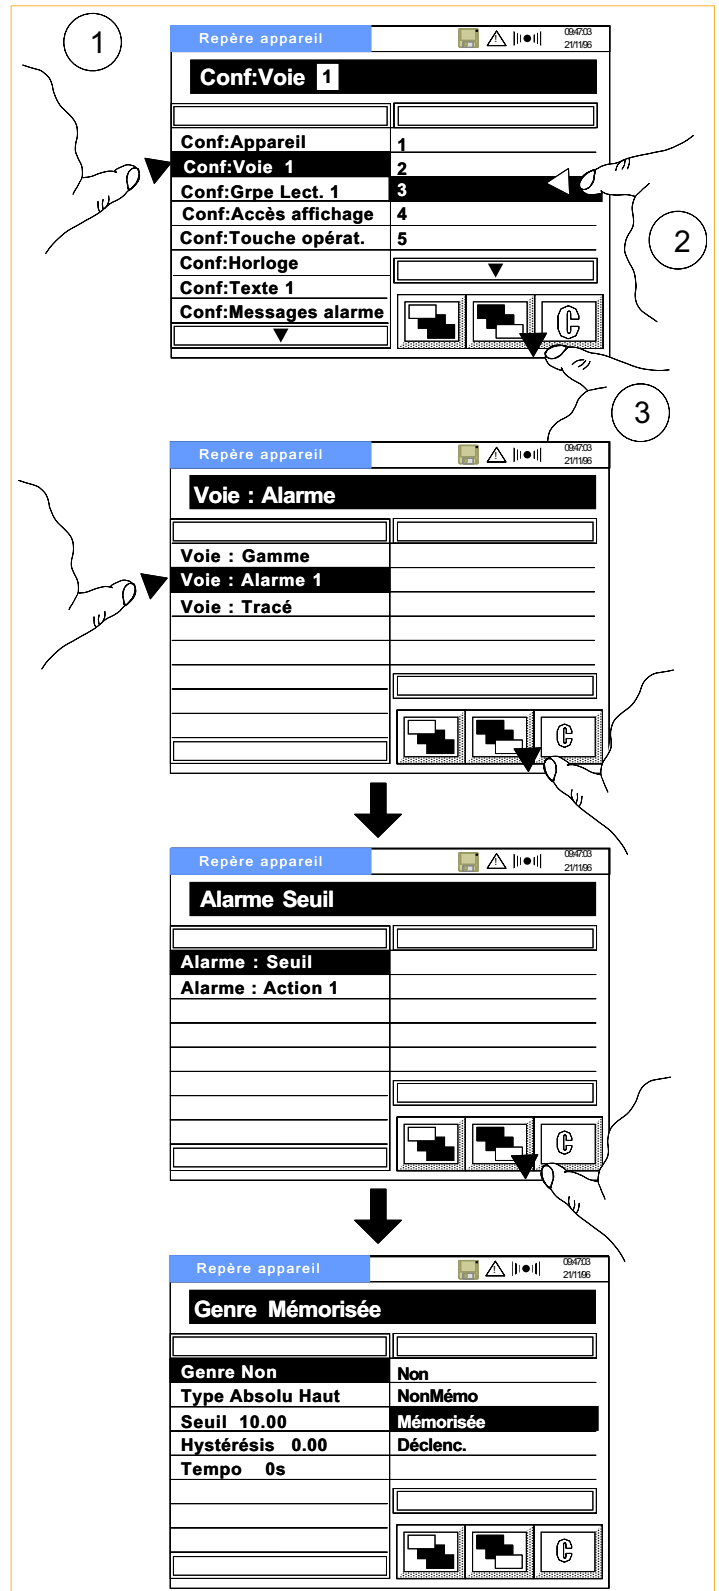 1
Repère appareil
09:47:03
21/11/96
Conf:Voie 1
Conf:Appareil
1
Conf:Voie 1
2
Conf:Grpe Lect. 1
3
Conf:Accès affichage
4
Conf:Touche opérat.
5
Conf:Horloge
Conf:Texte 1
Conf:Messages alarme
C
2
3
Repère appareil
09:47:03
21/11/96
Voie : Alarme
Voie : Gamme
Voie : Alarme 1
Voie : Tracé
C
Repère appareil
09:47:03
21/11/96
Alarme Seuil
Alarme : Seuil
Alarme : Action 1
C
Repère appareil
09:47:03
21/11/96
Genre Mémorisée
Genre Non
Non
Type Absolu Haut
NonMémo
Seuil 10.00
Mémorisée
Hystérésis 0.00
Déclenc.
Tempo 0s
C